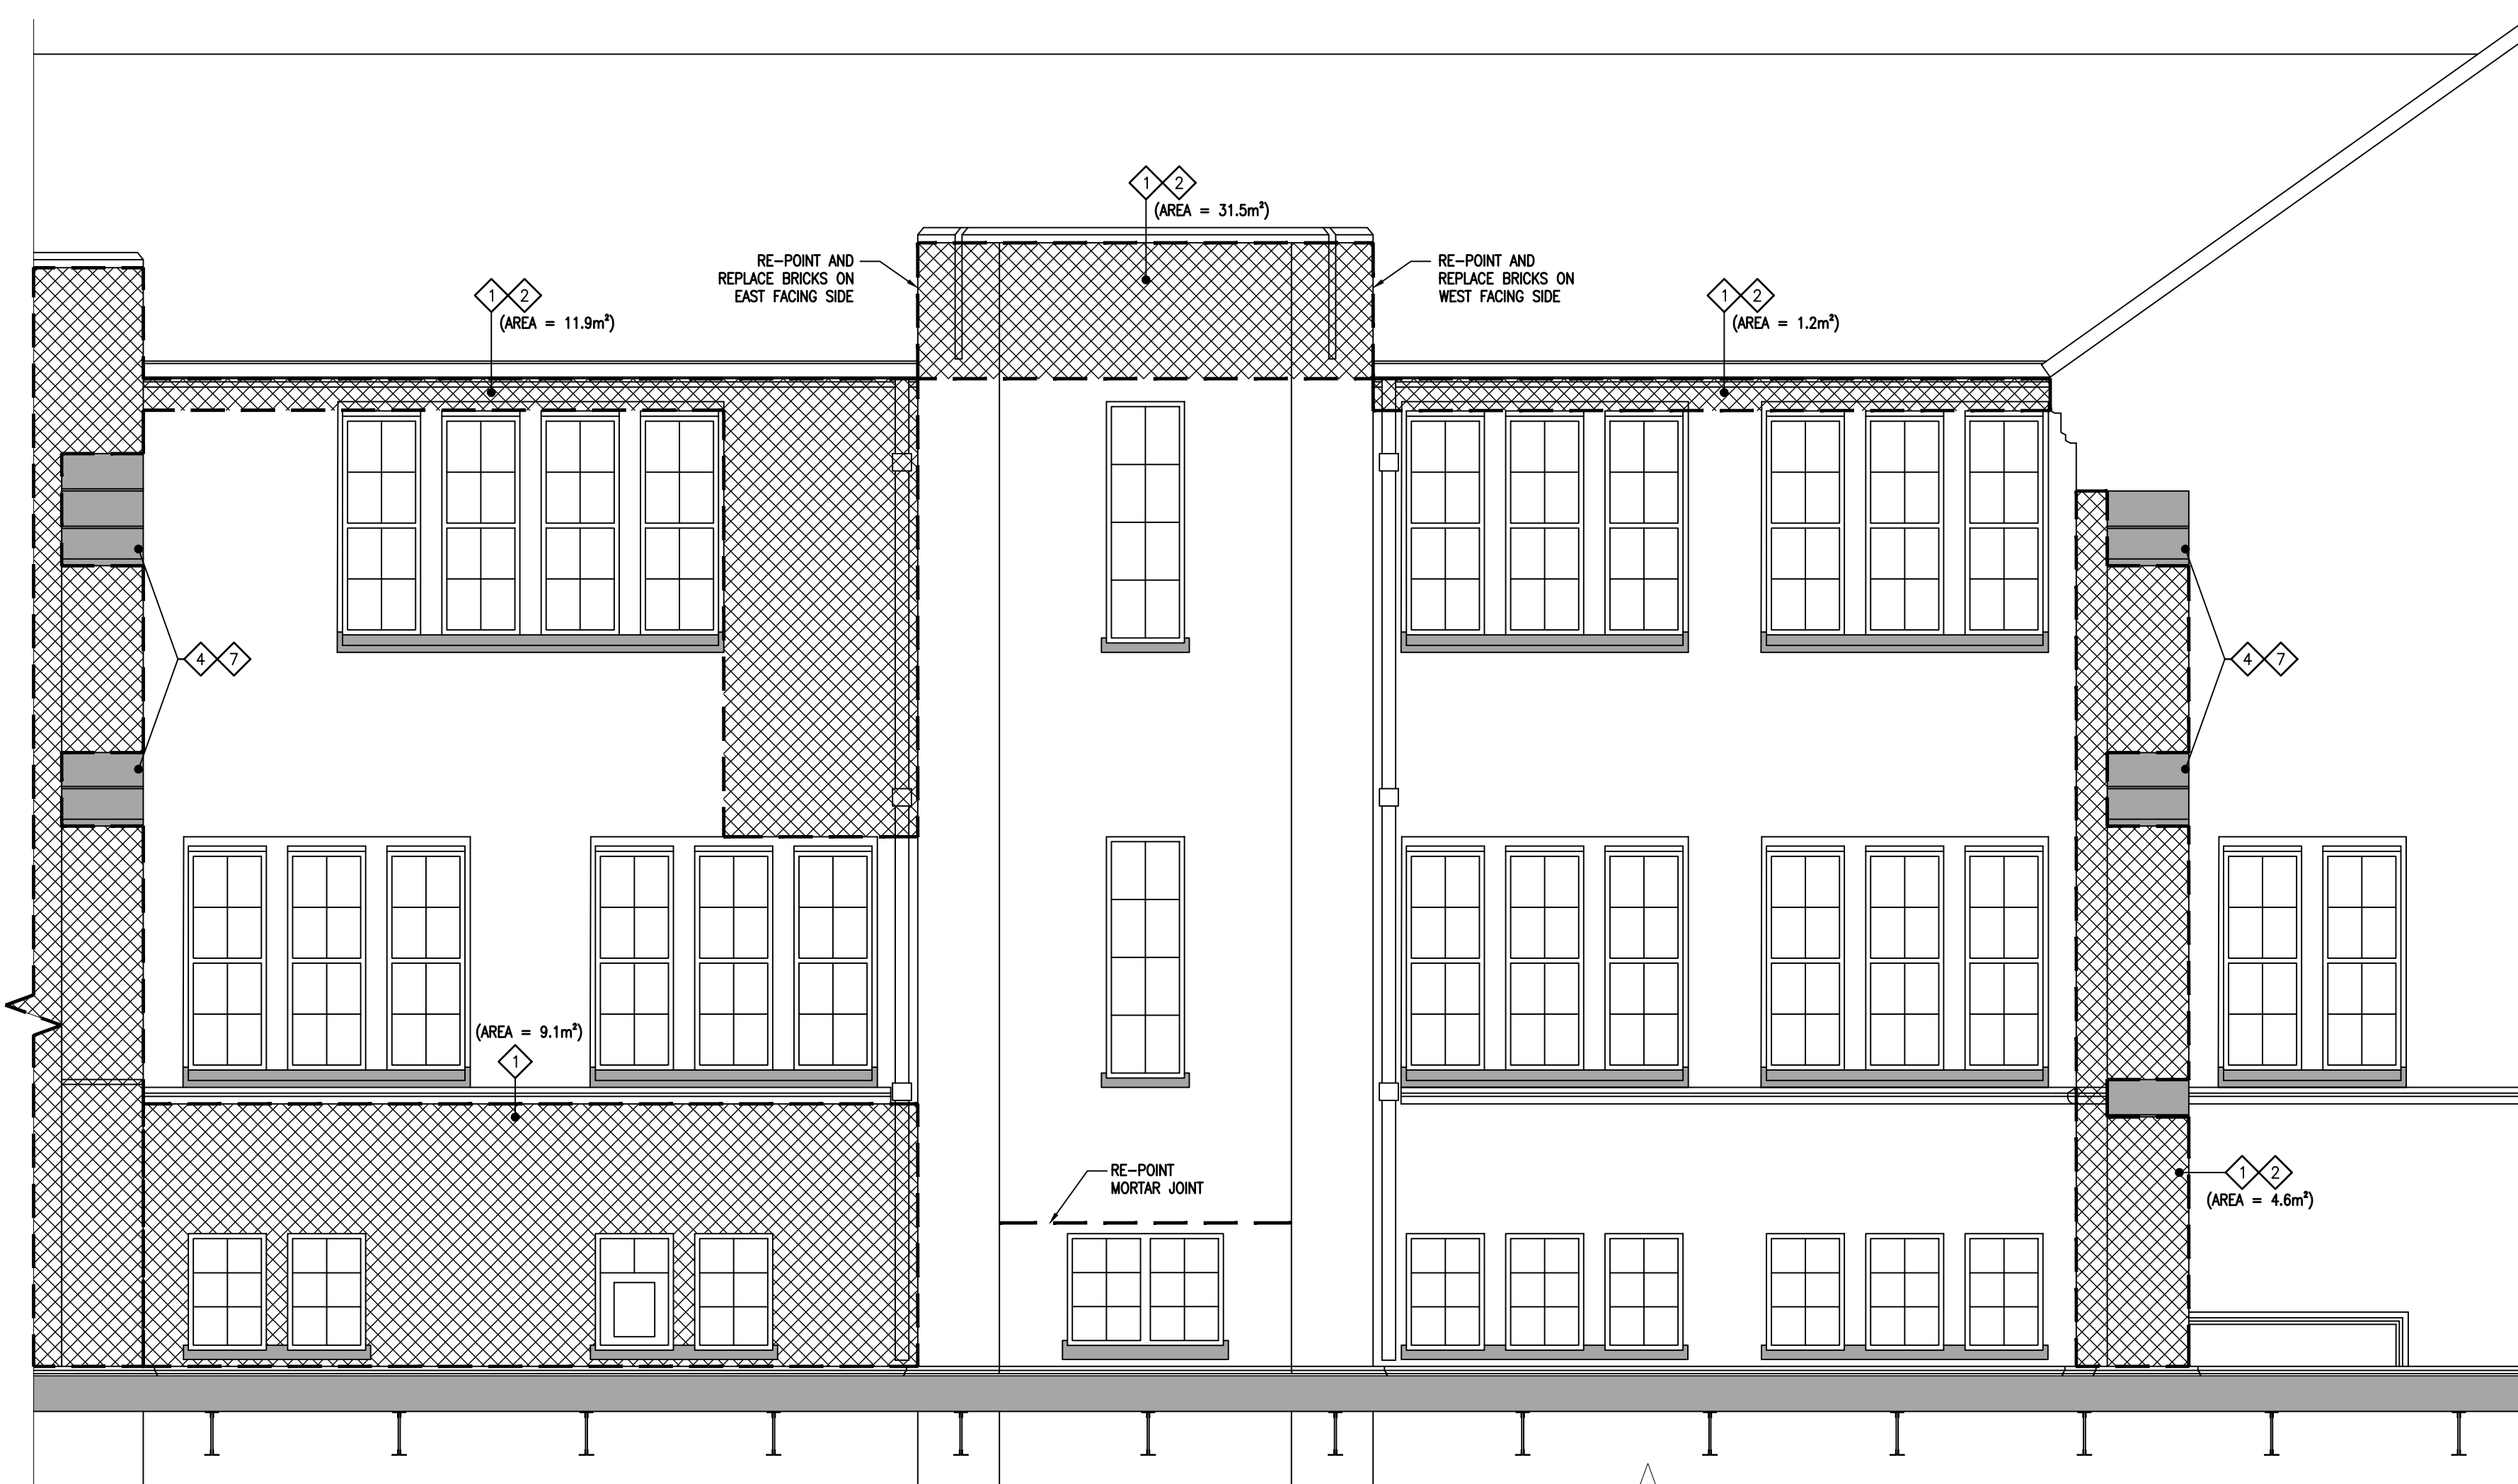 1 2
(AREA = 31.5m²)
RE-POINT AND
REPLACE BRICKS ON
EAST FACING SIDE
RE-POINT AND
REPLACE BRICKS ON
WEST FACING SIDE
1 2
(AREA = 11.9m²)
1 2
(AREA = 1.2m²)
4 7
4 7
(AREA = 9.1m²)
1
RE-POINT
MORTAR JOINT
1 2
(AREA = 4.6m²)